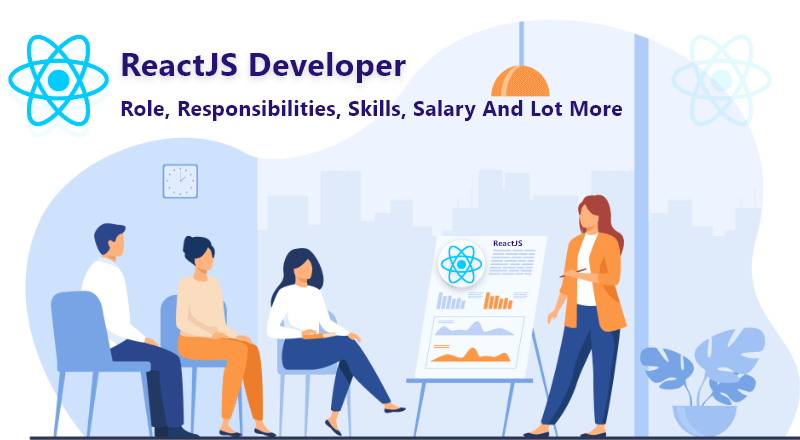 ReactJS Developer
Role, Responsibilities, Skills, Salary And Lot More
ReactJS